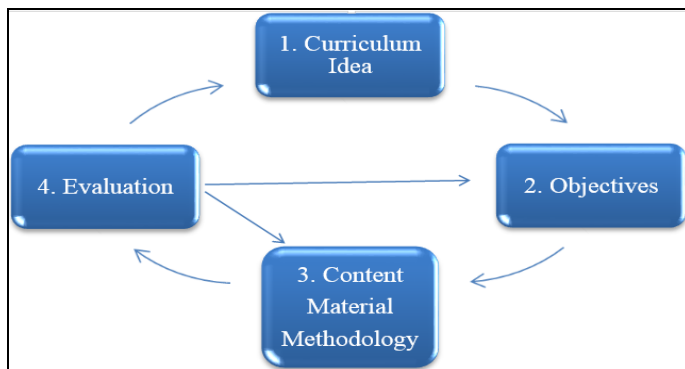 1. Curriculum
Idea
4. Evaluation
2. Objectives
3. Content
Material
Methodology